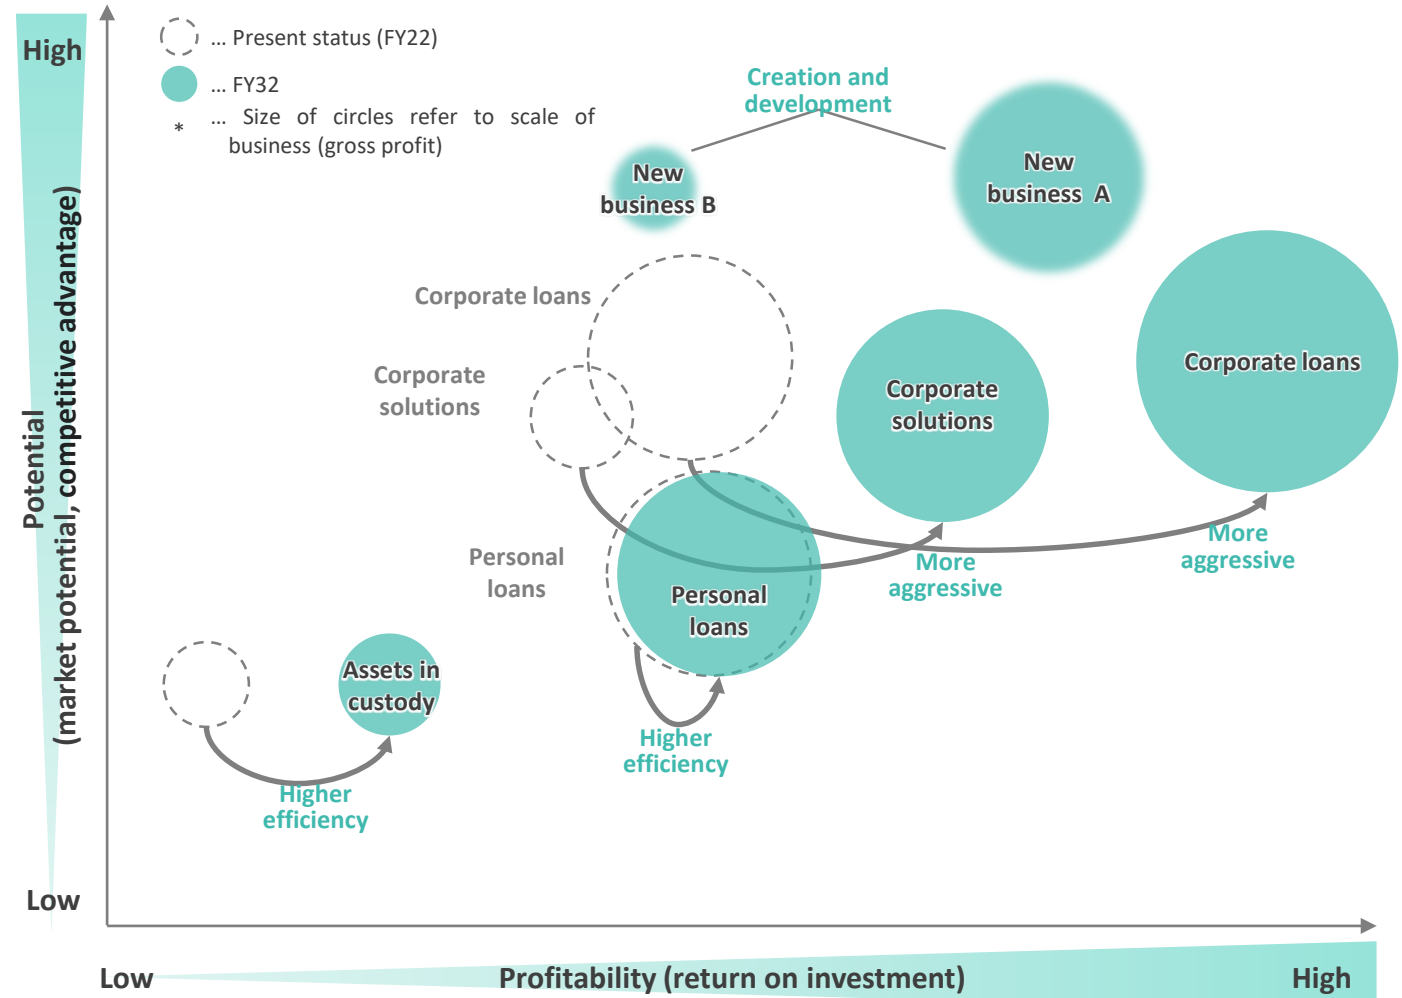 High
... Present status (FY22)
... FY32
* ... Size of circles refer to scale of
business (gross profit)
Creation and
development
New
business B
New
business A
Corporate loans
Corporate
solutions
Corporate
solutions
Corporate loans
Potential
(market potential, competitive advantage)
Personal
loans
Personal
loans
More
aggressive
More
aggressive
Assets in
custody
Higher
efficiency
Higher
efficiency
Low
Low
Profitability (return on investment)
High